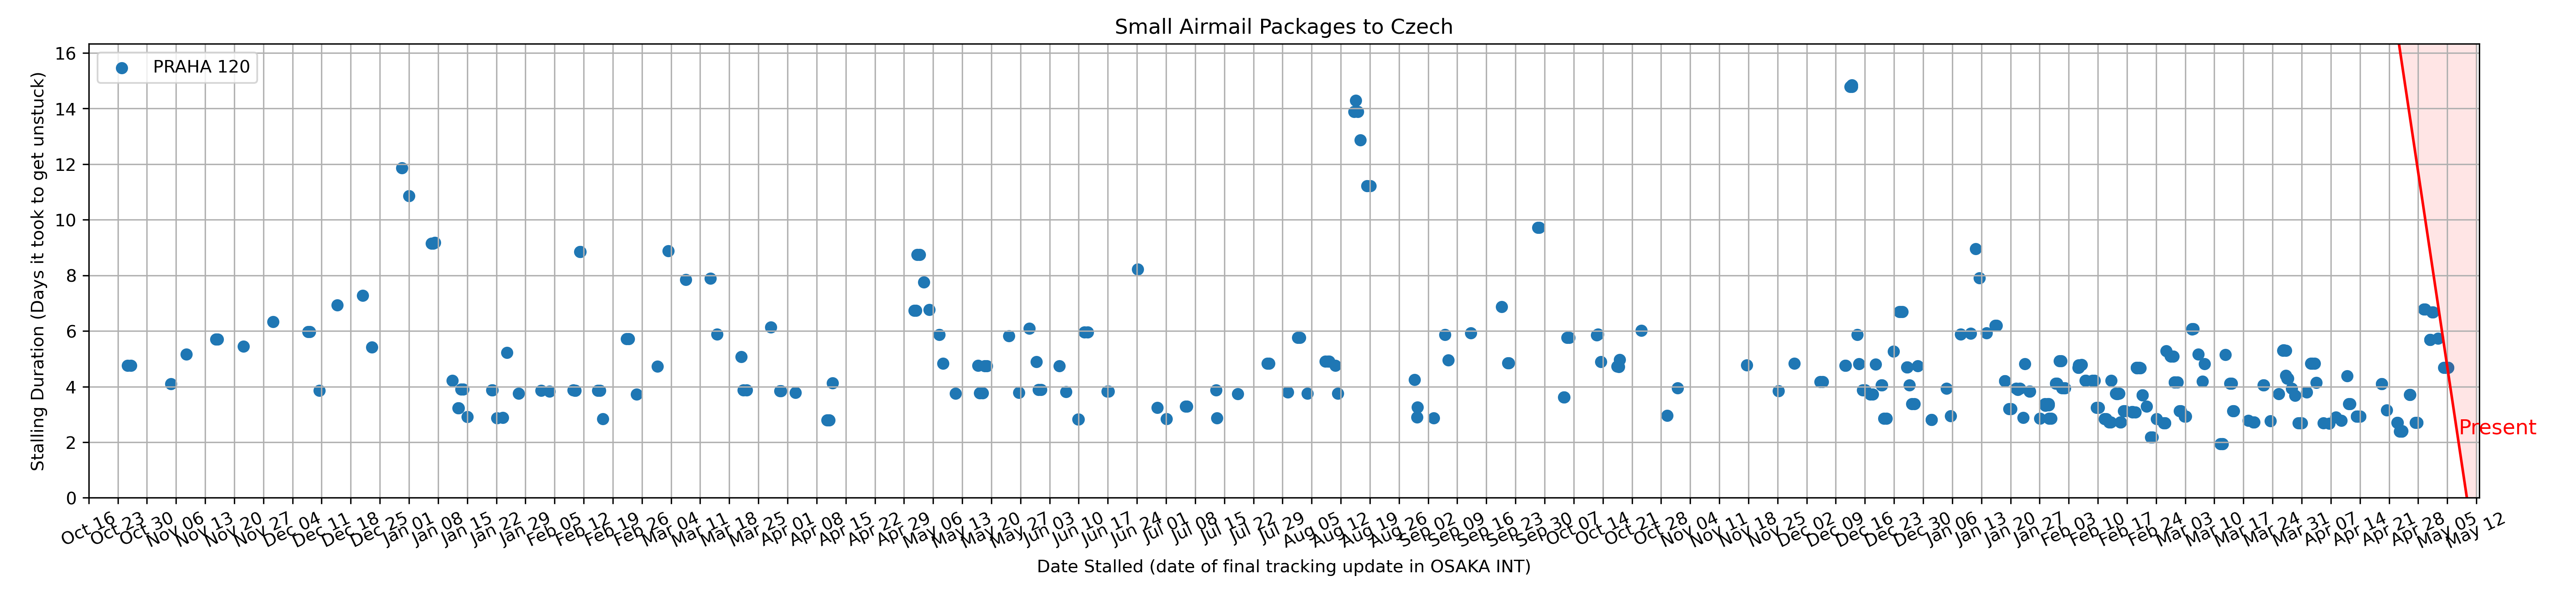 Small Airmail Packages to Czech
PRAHA 120
16
14
12
10
8
6
4
2
0
Stalling Duration (Days it took to get unstuck)
Present
Oct 16
Oct 23
Oct 30
Nov 06
Nov 13
Nov 20
Nov 27
Dec 04
Dec 11
Dec 18
Dec 25
Jan 01
Jan 08
Jan 15
Jan 22
Jan 29
Feb 05
Feb 12
Feb 19
Feb 26
Mar 04
Mar 11
Mar 18
Mar 25
Apr 01
Apr 08
Apr 15
Apr 22
Apr 29
May 06
May 13
May 20
May 27
Jun 03
Jun 10
Jun 17
Jun 24
Jul 01
Jul 08
Jul 15
Jul 22
Jul 29
Aug 05
Aug 12
Aug 19
Aug 26
Sep 02
Sep 09
Sep 16
Sep 23
Sep 30
Oct 07
Oct 14
Oct 21
Oct 28
Nov 04
Nov 11
Nov 18
Nov 25
Dec 02
Dec 09
Dec 16
Dec 23
Dec 30
Jan 06
Jan 13
Jan 20
Jan 27
Feb 03
Feb 10
Feb 17
Feb 24
Mar 03
Mar 10
Mar 17
Mar 24
Mar 31
Apr 07
Apr 14
Apr 21
Apr 28
May 05
May 12
Date Stalled (date of final tracking update in OSAKA INT)